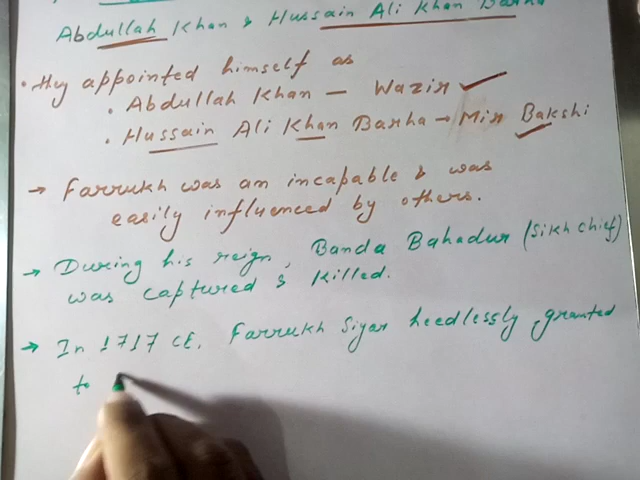 Abdullah Khan & Hussain Ali Khan Barha
• They appointed himself as
• Abdullah Khan – Wazir ✓
• Hussain Ali Khan Barha → Mir Bakshi
→ Farrukh was an incapable & was
easily influenced by others.
→ During his reign, Banda Bahadur (Sikh Chief)
was captured & killed.
→ In 1717 CE, Farrukh Siyar heedlessly granted
to